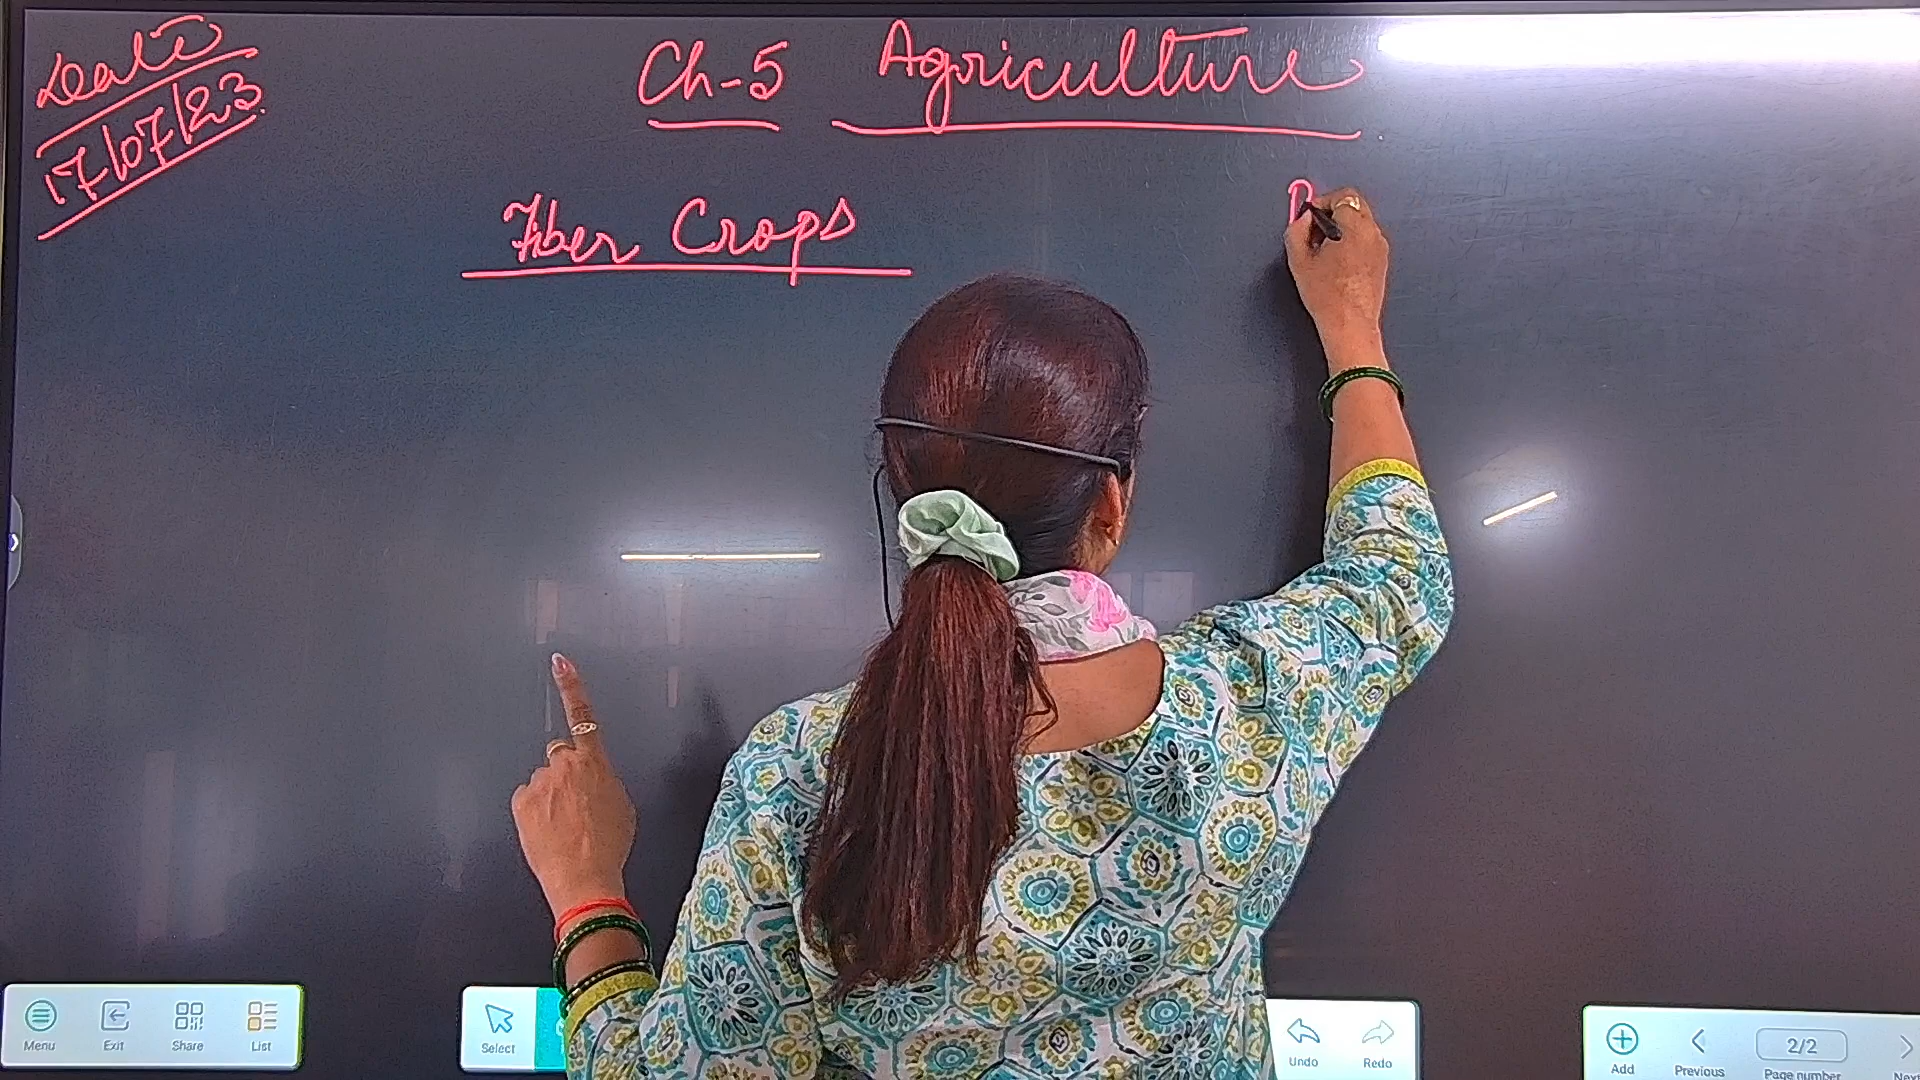 Date
17/07/23.
Ch-5 Agriculture
Fiber Crops
Menu Exit Share List
Select
Undo Redo
Add Previous 2/2 Page number Next